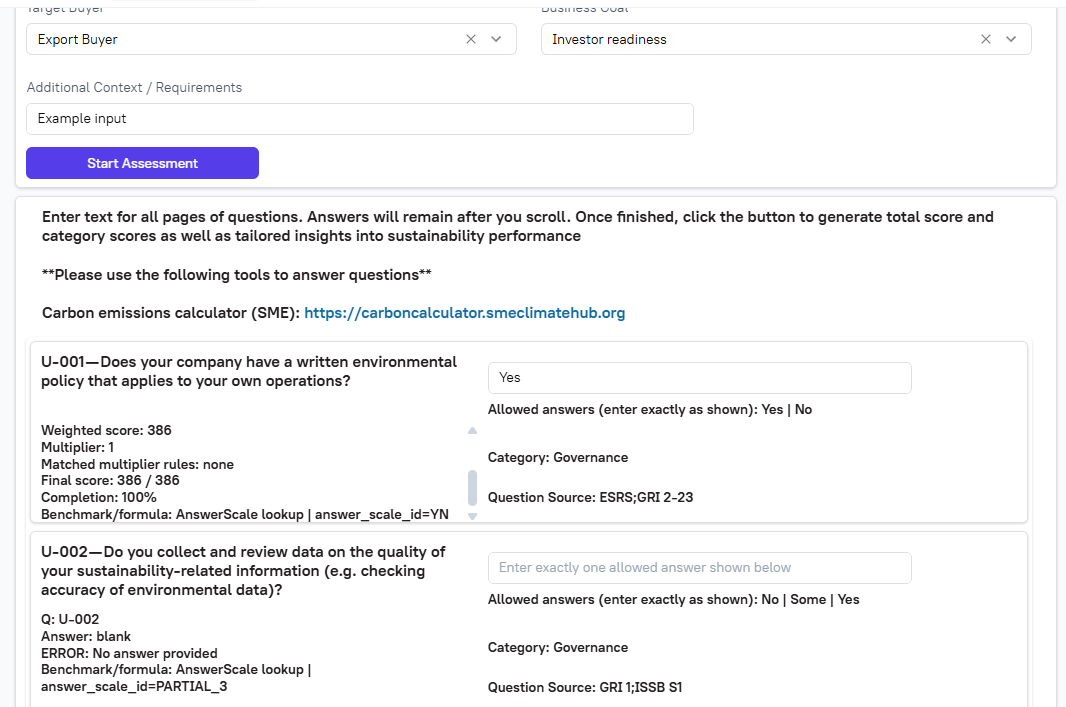 Target Buyer
Business Goal
Export Buyer
Investor readiness
Additional Context / Requirements
Example input
Start Assessment
Enter text for all pages of questions. Answers will remain after you scroll. Once finished, click the button to generate total score and
category scores as well as tailored insights into sustainability performance
**Please use the following tools to answer questions**
Carbon emissions calculator (SME): https://carboncalculator.smeclimatehub.org
U-001—Does your company have a written environmental
policy that applies to your own operations?
Yes
Allowed answers (enter exactly as shown): Yes | No
Weighted score: 386
Multiplier: 1
Matched multiplier rules: none
Final score: 386 / 386
Completion: 100%
Benchmark/formula: AnswerScale lookup | answer_scale_id=YN
Category: Governance
Question Source: ESRS;GRI 2-23
U-002—Do you collect and review data on the quality of
your sustainability-related information (e.g. checking
accuracy of environmental data)?
Enter exactly one allowed answer shown below
Allowed answers (enter exactly as shown): No | Some | Yes
Q: U-002
Answer: blank
ERROR: No answer provided
Benchmark/formula: AnswerScale lookup |
answer_scale_id=PARTIAL_3
Category: Governance
Question Source: GRI 1;ISSB S1